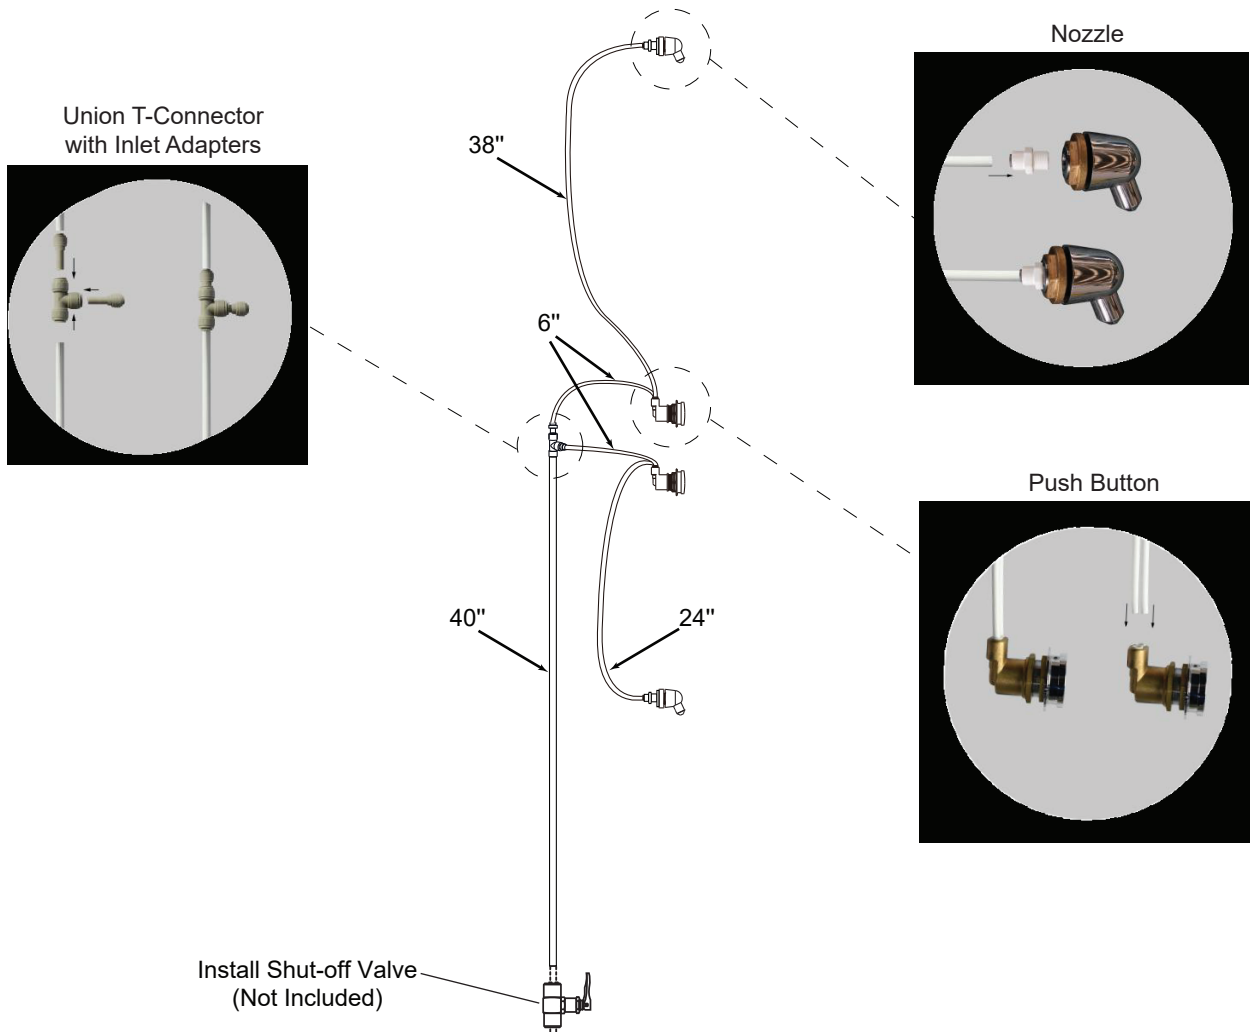 Nozzle
Union T-Connector
with Inlet Adapters
38"
6"
Push Button
40"
24"
Install Shut-off Valve
(Not Included)